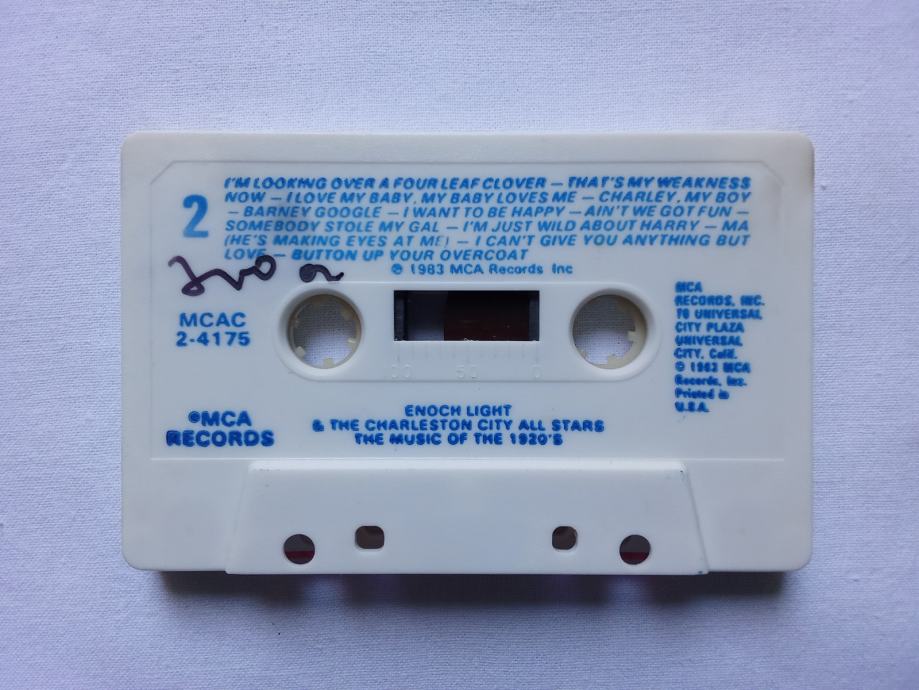 2
I'M LOOKING OVER A FOUR LEAF CLOVER — THAT'S MY WEAKNESS
NOW — I LOVE MY BABY, MY BABY LOVES ME — CHARLEY, MY BOY
— BARNEY GOOGLE — I WANT TO BE HAPPY — AIN'T WE GOT FUN —
SOMEBODY STOLE MY GAL — I'M JUST WILD ABOUT HARRY — MA
(HE'S MAKING EYES AT ME) — I CAN'T GIVE YOU ANYTHING BUT
LOVE — BUTTON UP YOUR OVERCOAT
℗ 1983 MCA Records Inc
MCAC
2-4175
MCA
RECORDS, INC.
70 UNIVERSAL
CITY PLAZA
UNIVERSAL
CITY, Calif.
© 1983 MCA
Records, Inc.
Printed in
U.S.A.
100 50 0
MCA
RECORDS
ENOCH LIGHT
& THE CHARLESTON CITY ALL STARS
THE MUSIC OF THE 1920'S